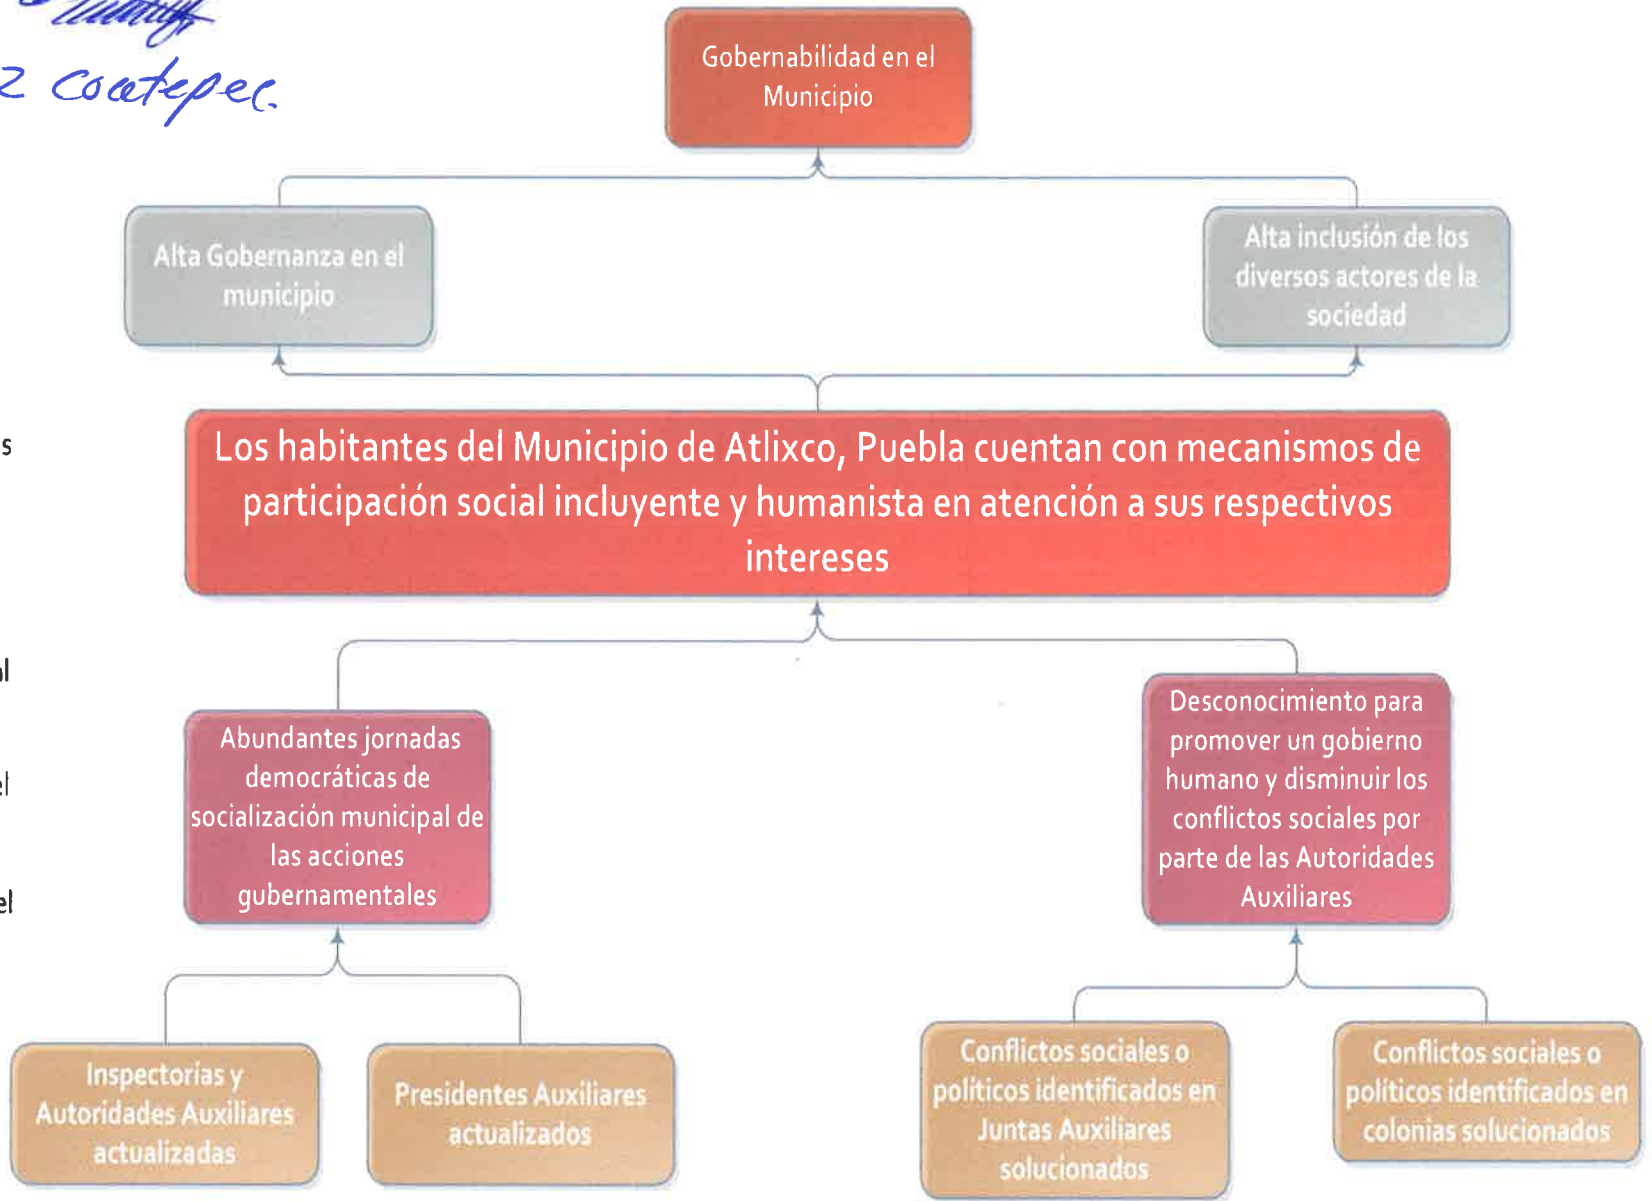 z coatepec.
Gobernabilidad en el
Municipio
Alta Gobernanza en el
municipio
Alta inclusión de los
diversos actores de la
sociedad
s
Los habitantes del Municipio de Atlixco, Puebla cuentan con mecanismos de
participación social incluyente y humanista en atención a sus respectivos
intereses
al
el
el
Abundantes jornadas
democráticas de
socialización municipal de
las acciones
gubernamentales
Desconocimiento para
promover un gobierno
humano y disminuir los
conflictos sociales por
parte de las Autoridades
Auxiliares
Inspectorías y
Autoridades Auxiliares
actualizadas
Presidentes Auxiliares
actualizados
Conflictos sociales o
políticos identificados en
Juntas Auxiliares
solucionados
Conflictos sociales o
políticos identificados en
colonias solucionados